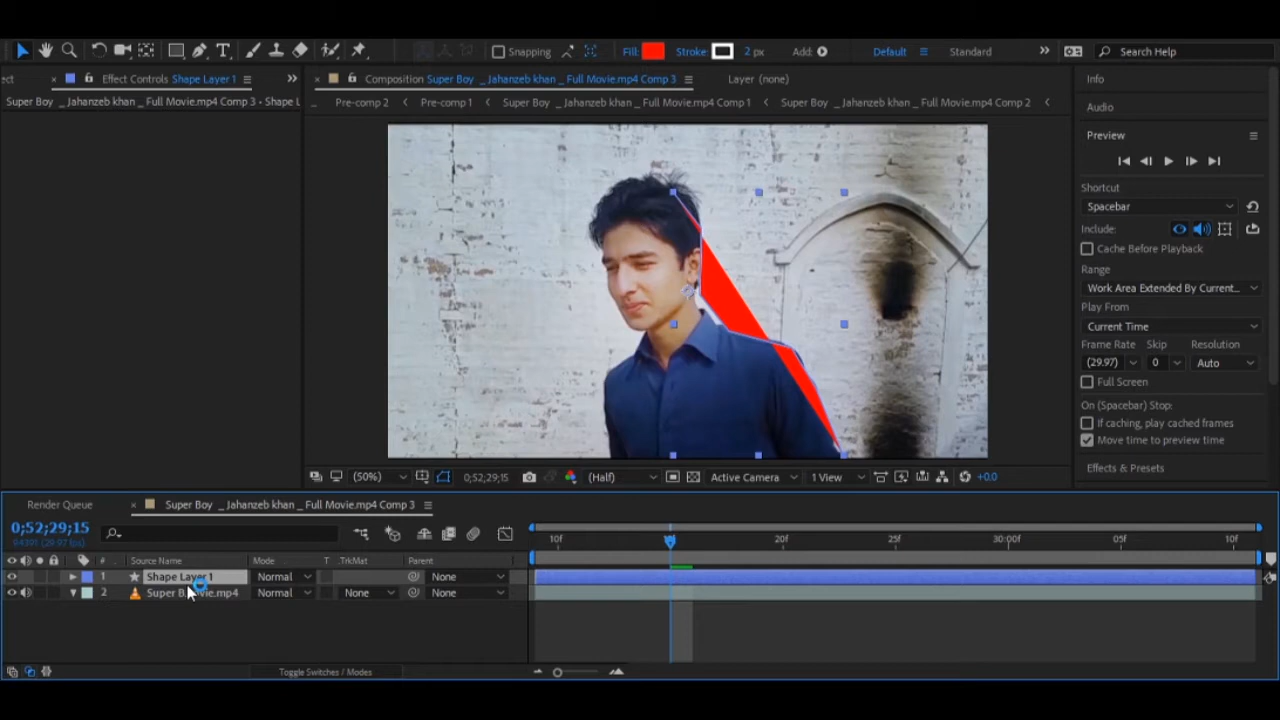 Snapping
Fill:
Stroke:
2 px
Add:
Default
Standard
Search Help
ect
Effect Controls Shape Layer 1
Composition Super Boy _ Jahanzeb khan _ Full Movie.mp4 Comp 3
Layer (none)
Info
Super Boy _ Jahanzeb khan _ Full Movie.mp4 Comp 3 • Shape L
Pre-comp 2
Pre-comp 1
Super Boy _ Jahanzeb khan _ Full Movie.mp4 Comp 1
Super Boy _ Jahanzeb khan _ Full Movie.mp4 Comp 2
Audio
Preview
Shortcut
Spacebar
Include:
Cache Before Playback
Range
Work Area Extended By Current...
Play From
Current Time
Frame Rate Skip Resolution
(29.97) 0 Auto
Full Screen
On (Spacebar) Stop:
If caching, play cached frames
Move time to preview time
Effects & Presets
(50%)
0;52;29;15
(Half)
Active Camera
1 View
+0.0
Render Queue
Super Boy _ Jahanzeb khan _ Full Movie.mp4 Comp 3
0;52;29;15
94391 (29.97 fps)
10f 20f 30:00f 05f 10f
# Source Name Mode T .TrkMat Parent
1 Shape Layer 1 Normal None
2 Normal None None
Toggle Switches / Modes